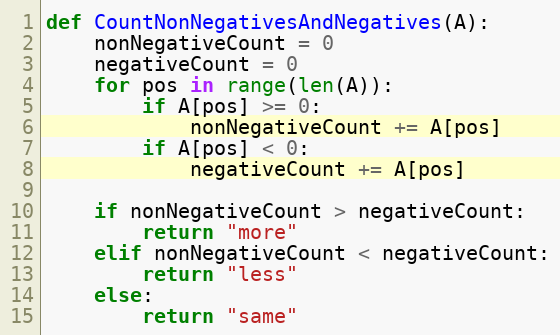 1 def CountNonNegativesAndNegatives(A):
2     nonNegativeCount = 0
3     negativeCount = 0
4     for pos in range(len(A)):
5         if A[pos] >= 0:
6             nonNegativeCount += A[pos]
7         if A[pos] < 0:
8             negativeCount += A[pos]
9
10     if nonNegativeCount > negativeCount:
11         return "more"
12     elif nonNegativeCount < negativeCount:
13         return "less"
14     else:
15         return "same"